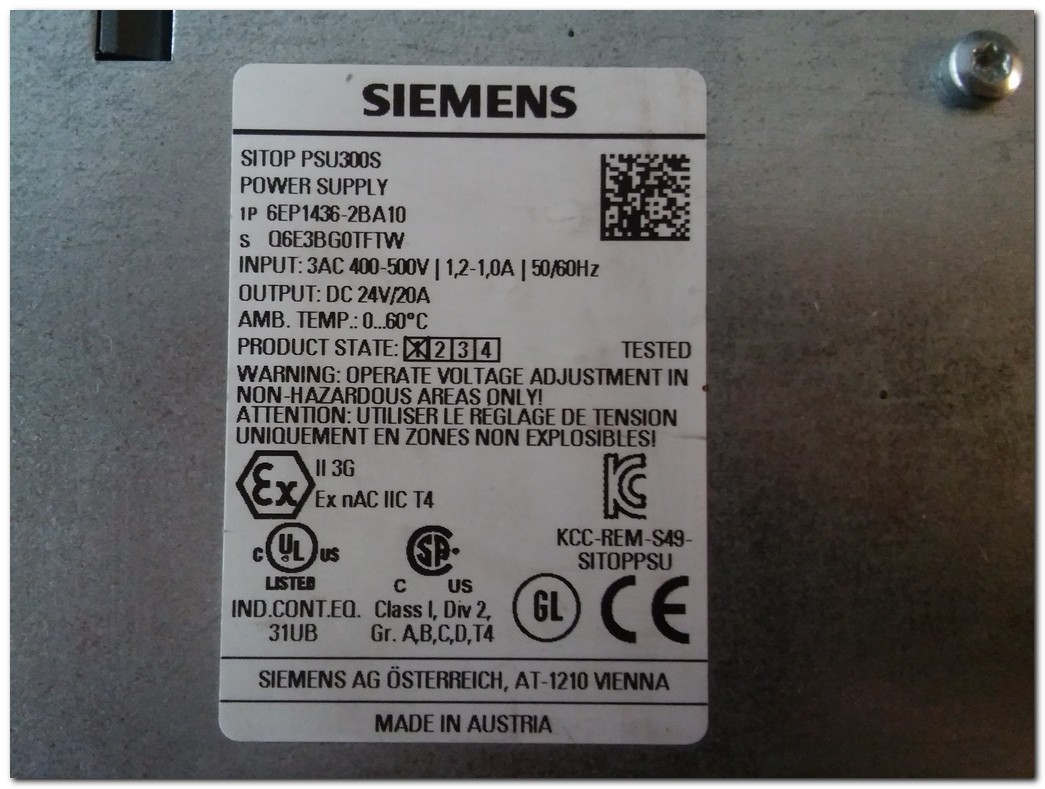 SIEMENS
SITOP PSU300S
POWER SUPPLY
1P 6EP1436-2BA10
S Q6E3BG0TFTW
INPUT: 3AC 400-500V | 1,2-1,0A | 50/60Hz
OUTPUT: DC 24V/20A
AMB. TEMP.: 0...60°C
PRODUCT STATE: X 2 3 4 TESTED
WARNING: OPERATE VOLTAGE ADJUSTMENT IN
NON-HAZARDOUS AREAS ONLY!
ATTENTION: UTILISER LE REGLAGE DE TENSION
UNIQUEMENT EN ZONES NON EXPLOSIBLES!
Ex II 3G
Ex nAC IIC T4
KCC-REM-S49-
SITOPPSU
C UL US
LISTED
IND.CONT.EQ.
31UB
SA
C US
Class I, Div 2,
Gr. A,B,C,D,T4
GL CE
SIEMENS AG ÖSTERREICH, AT-1210 VIENNA
MADE IN AUSTRIA